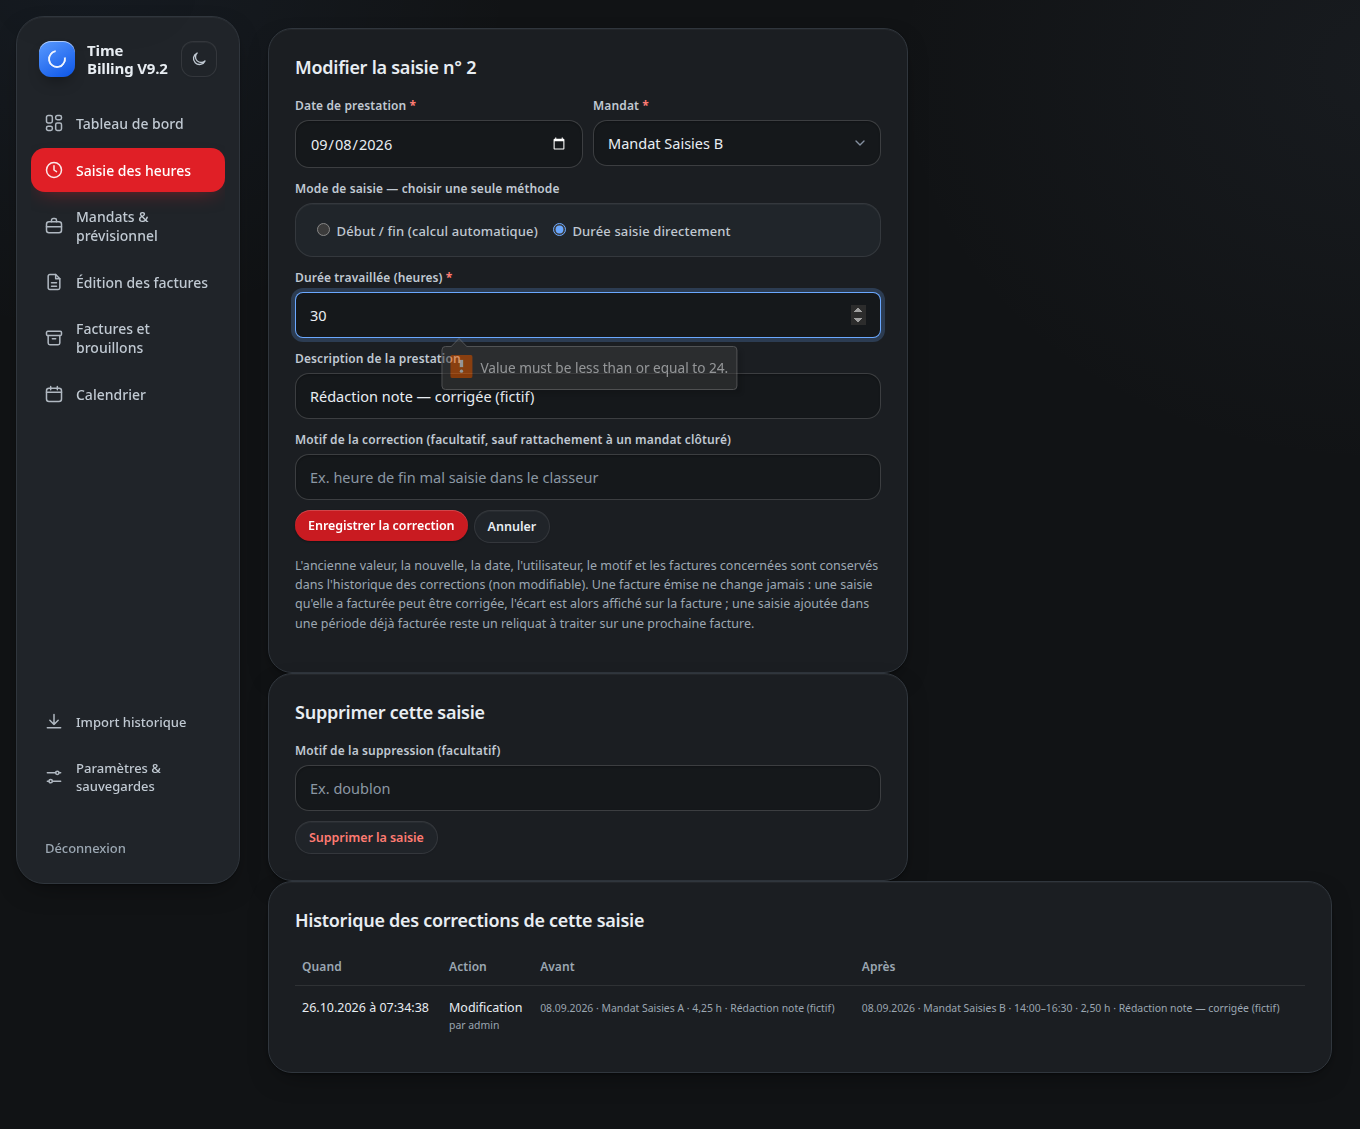 Time
Billing V9.2
Tableau de bord
Saisie des heures
Mandats &
prévisionnel
Édition des factures
Factures et
brouillons
Calendrier
Import historique
Paramètres &
sauvegardes
Déconnexion
Modifier la saisie n° 2
Date de prestation *
Mandat *
09/08/2026
Mandat Saisies B
Mode de saisie — choisir une seule méthode
Début / fin (calcul automatique)
Durée saisie directement
Durée travaillée (heures) *
30
Description de la prestation
Value must be less than or equal to 24.
Rédaction note — corrigée (fictif)
Motif de la correction (facultatif, sauf rattachement à un mandat clôturé)
Ex. heure de fin mal saisie dans le classeur
Enregistrer la correction
Annuler
L'ancienne valeur, la nouvelle, la date, l'utilisateur, le motif et les factures concernées sont conservés
dans l'historique des corrections (non modifiable). Une facture émise ne change jamais : une saisie
qu'elle a facturée peut être corrigée, l'écart est alors affiché sur la facture ; une saisie ajoutée dans
une période déjà facturée reste un reliquat à traiter sur une prochaine facture.
Supprimer cette saisie
Motif de la suppression (facultatif)
Ex. doublon
Supprimer la saisie
Historique des corrections de cette saisie
Quand
Action
Avant
Après
26.10.2026 à 07:34:38
Modification
par admin
08.09.2026 · Mandat Saisies A · 4,25 h · Rédaction note (fictif)
08.09.2026 · Mandat Saisies B · 14:00–16:30 · 2,50 h · Rédaction note — corrigée (fictif)